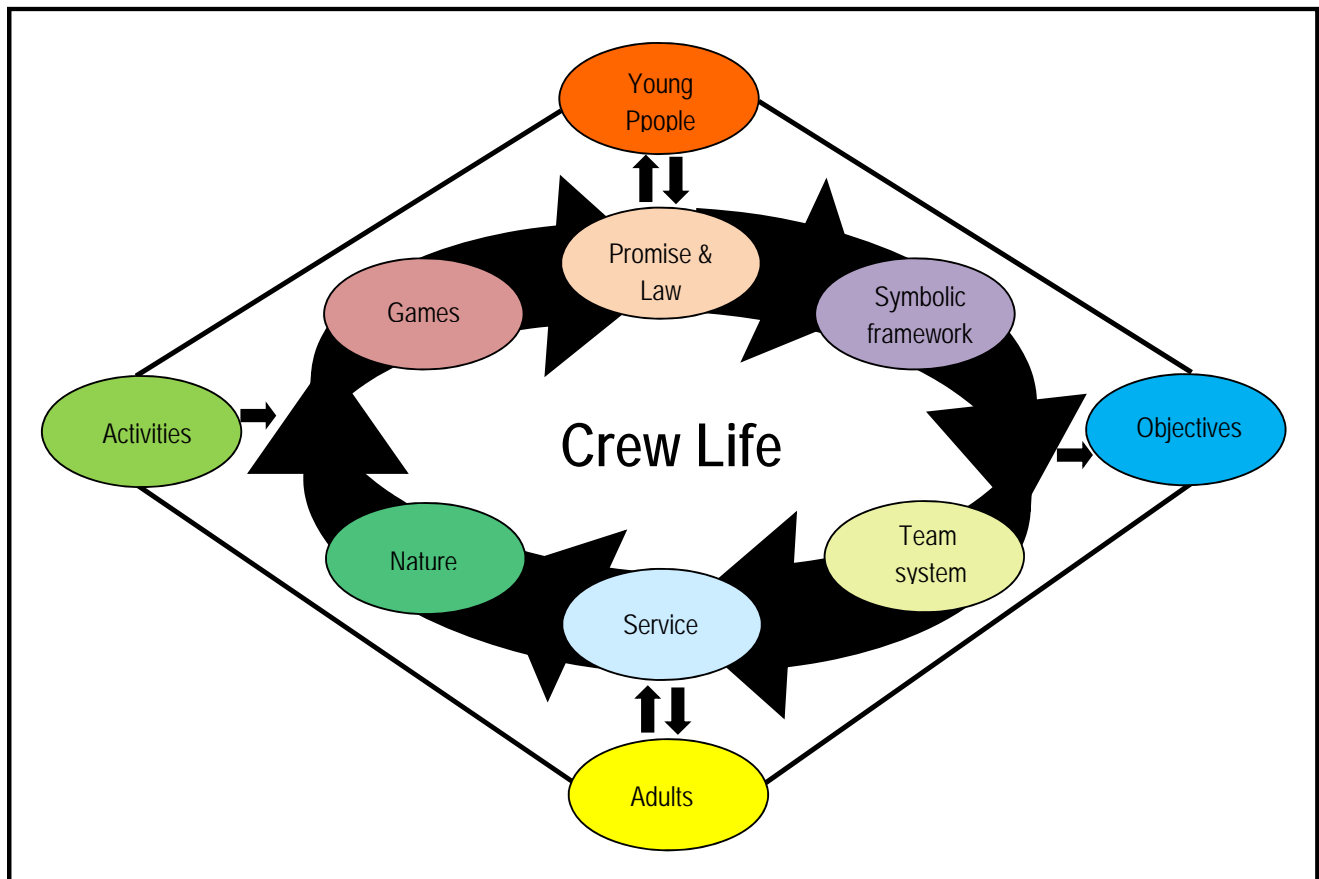 Young
Ppople
Promise &
Law
Games
Symbolic
framework
Activities
Crew Life
Objectives
Nature
Team
system
Service
Adults